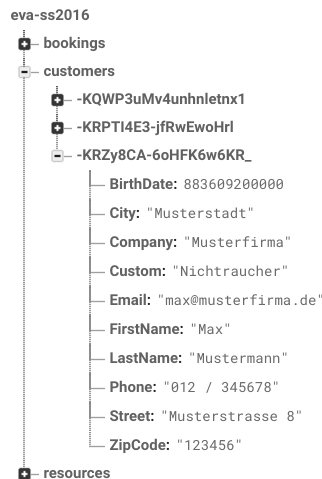 eva-ss2016
bookings
customers
-KQWP3uMv4unhnletnx1
-KRPTI4E3-jfRwEwoHrl
-KRZy8CA-6oHFK6w6KR_
BirthDate: 883609200000
City: "Musterstadt"
Company: "Musterfirma"
Custom: "Nichtraucher"
Email: "max@musterfirma.de"
FirstName: "Max"
LastName: "Mustermann"
Phone: "012 / 345678"
Street: "Musterstrasse 8"
ZipCode: "123456"
resources